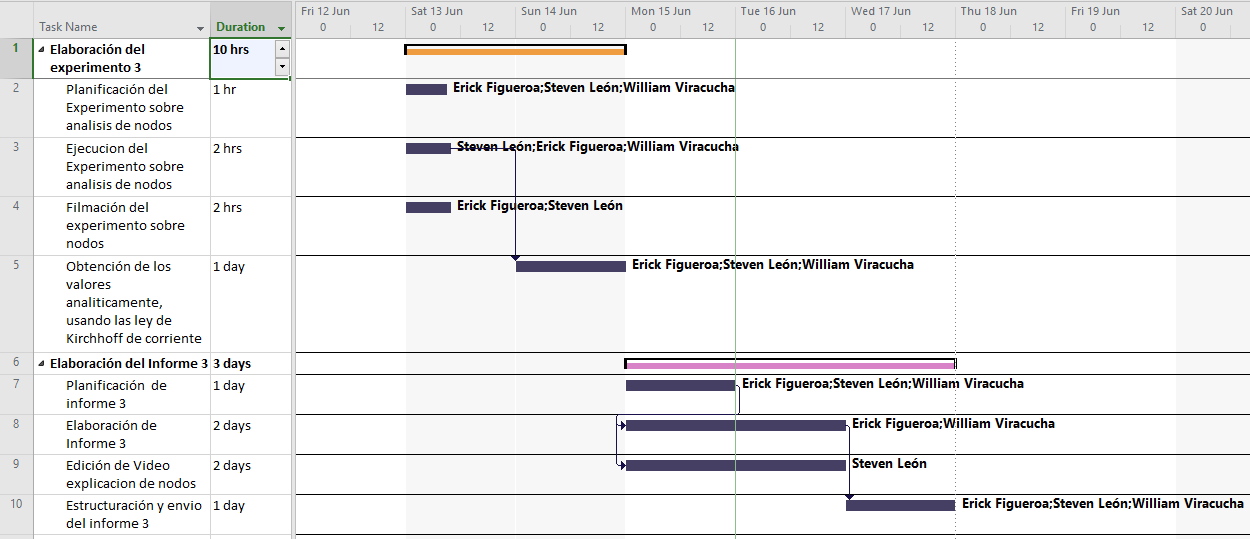 Task Name Duration Fri 12 Jun Sat 13 Jun Sun 14 Jun Mon 15 Jun Tue 16 Jun Wed 17 Jun Thu 18 Jun Fri 19 Jun Sat 20 Jun
0 12 0 12 0 12 0 12 0 12 0 12 0 12 0 12 0
1 Elaboración del 10 hrs
experimento 3
2 Planificación del 1 hr Erick Figueroa;Steven León;William Viracucha
Experimento sobre
analisis de nodos
3 Ejecucion del 2 hrs Steven León;Erick Figueroa;William Viracucha
Experimento sobre
analisis de nodos
4 Filmación del 2 hrs Erick Figueroa;Steven León
experimento sobre
nodos
5 Obtención de los 1 day Erick Figueroa;Steven León;William Viracucha
valores
analiticamente,
usando las ley de
Kirchhoff de corriente
6 Elaboración del Informe 3 3 days
7 Planificación de 1 day Erick Figueroa;Steven León;William Viracucha
informe 3
8 Elaboración de 2 days Erick Figueroa;William Viracucha
Informe 3
9 Edición de Video 2 days Steven León
explicacion de nodos
10 Estructuración y envio 1 day Erick Figueroa;Steven León;William Viracucha
del informe 3